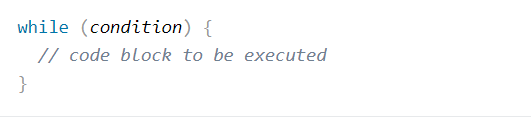 while (condition) {
  // code block to be executed
}